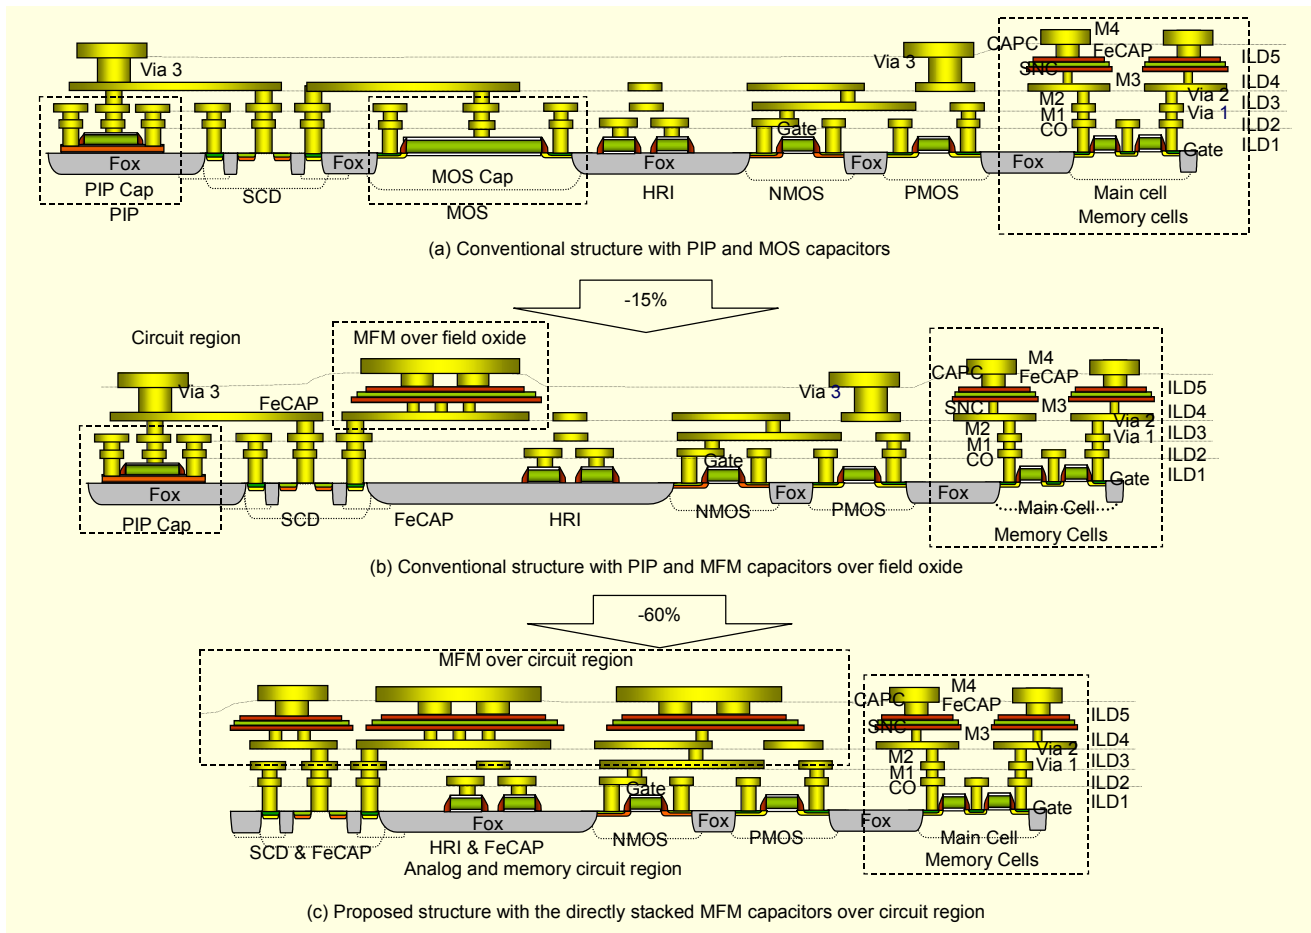 CAPC
M4
FeCAP
ILD5
Via 3
Via 3
SNC
M3
ILD4
M2
Via 2
ILD3
M1
Via 1
ILD2
Gate
CO
ILD1
Gate
Fox
Fox
Fox
Fox
Fox
PIP Cap
MOS Cap
PIP
SCD
MOS
HRI
NMOS
PMOS
Main cell
Memory cells
(a) Conventional structure with PIP and MOS capacitors
-15%
Circuit region
MFM over field oxide
M4
CAPC
FeCAP
ILD5
Via 3
Via 3
FeCAP
SNC
M3
ILD4
M2
Via 2
ILD3
M1
Via 1
ILD2
Gate
CO
ILD1
Gate
Fox
Fox
Fox
PIP Cap
SCD
FeCAP
HRI
NMOS
PMOS
Main Cell
Memory Cells
(b) Conventional structure with PIP and MFM capacitors over field oxide
-60%
MFM over circuit region
M4
CAPC
FeCAP
ILD5
SNC
M3
ILD4
M2
Via 2
ILD3
M1
Via 1
ILD2
Gate
CO
ILD1
Gate
Fox
Fox
Fox
SCD & FeCAP
HRI & FeCAP
NMOS
PMOS
Main Cell
Analog and memory circuit region
Memory Cells
(c) Proposed structure with the directly stacked MFM capacitors over circuit region